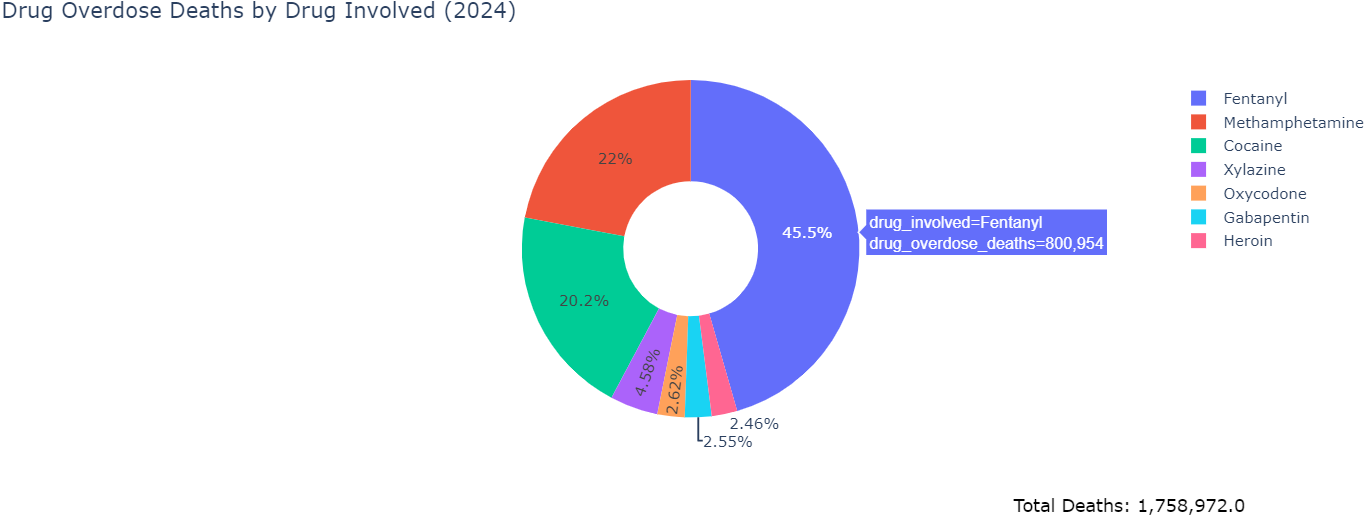 Drug Overdose Deaths by Drug Involved (2024)
Fentanyl
Methamphetamine
Cocaine
Xylazine
Oxycodone
Gabapentin
Heroin
22%
45.5%
drug_involved=Fentanyl
drug_overdose_deaths=800,954
20.2%
4.58%
2.62%
2.46%
2.55%
Total Deaths: 1,758,972.0